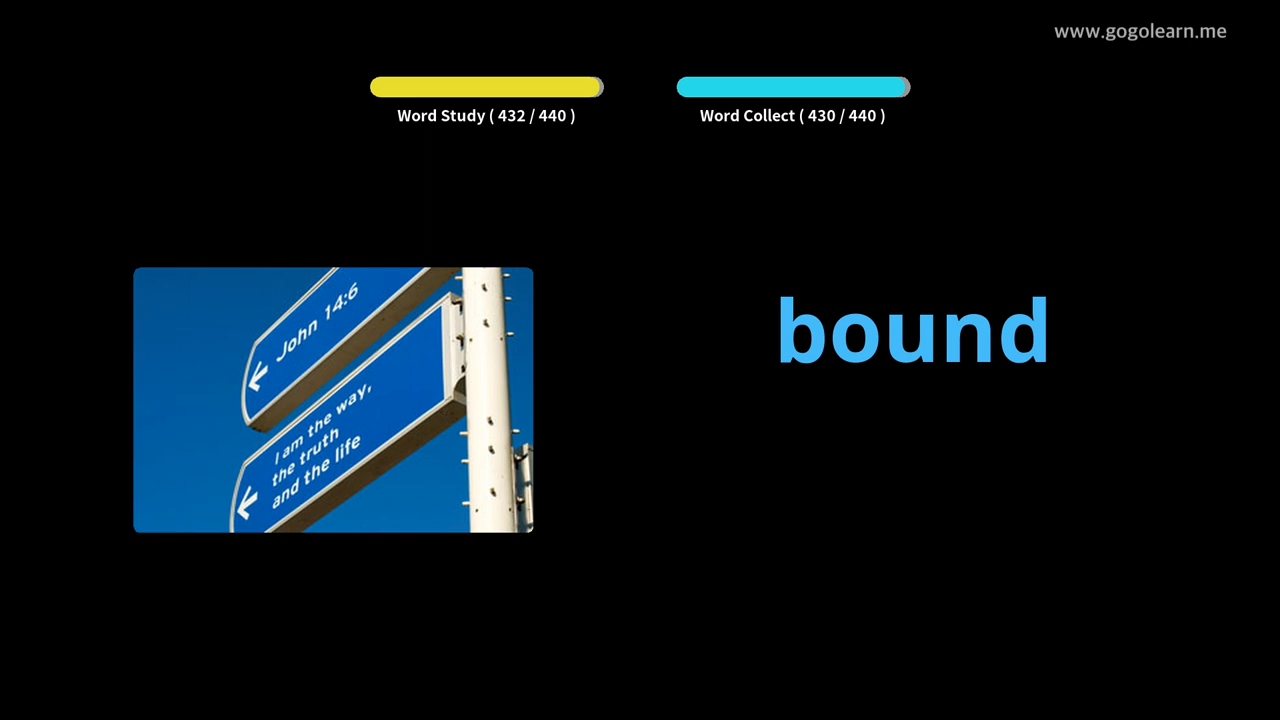 www.gogolearn.me
Word Study ( 432 / 440 )
Word Collect ( 430 / 440 )
John 14:6
I am the way,
the truth
and the life
bound